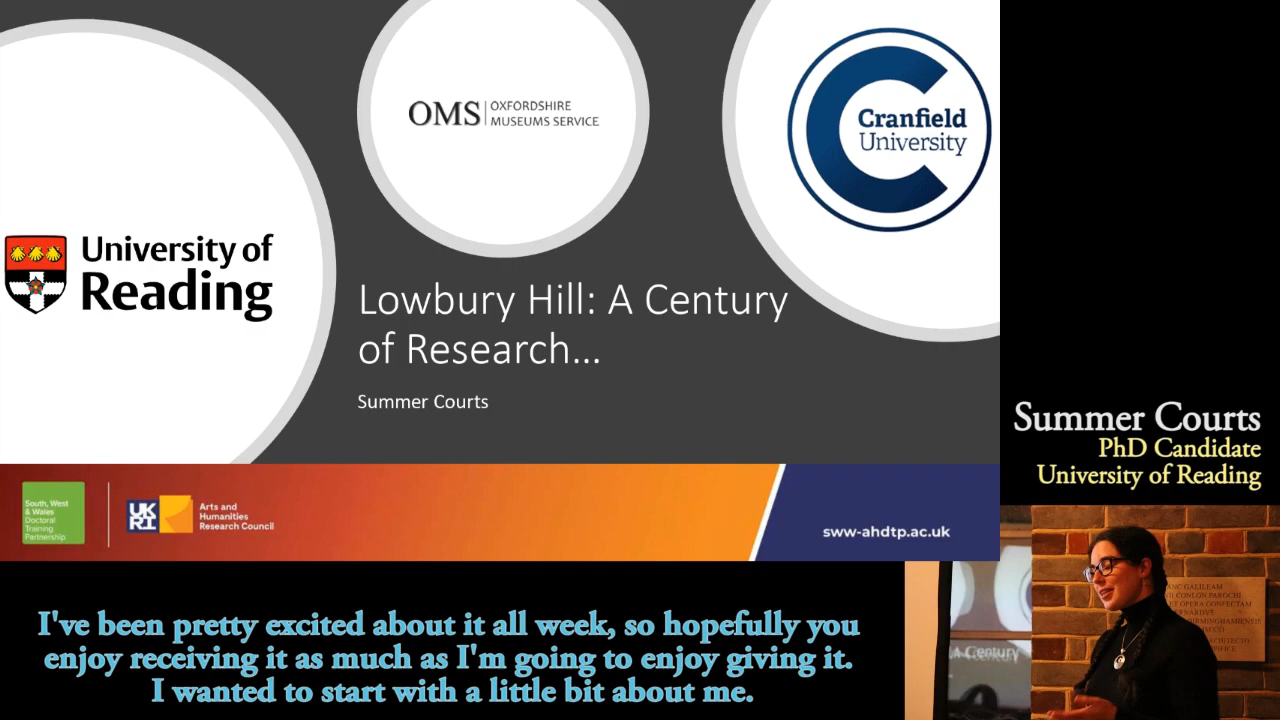 OMS OXFORDSHIRE
MUSEUMS SERVICE
Cranfield
University
University of
Reading
Lowbury Hill: A Century
of Research...
Summer Courts
South, West
& Wales
Doctoral
Training
Partnership
UKRI
Arts and
Humanities
Research Council
sww-ahdtp.ac.uk
Summer Courts
PhD Candidate
University of Reading
A Century
I've been pretty excited about it all week, so hopefully you
enjoy receiving it as much as I'm going to enjoy giving it.
I wanted to start with a little bit about me.